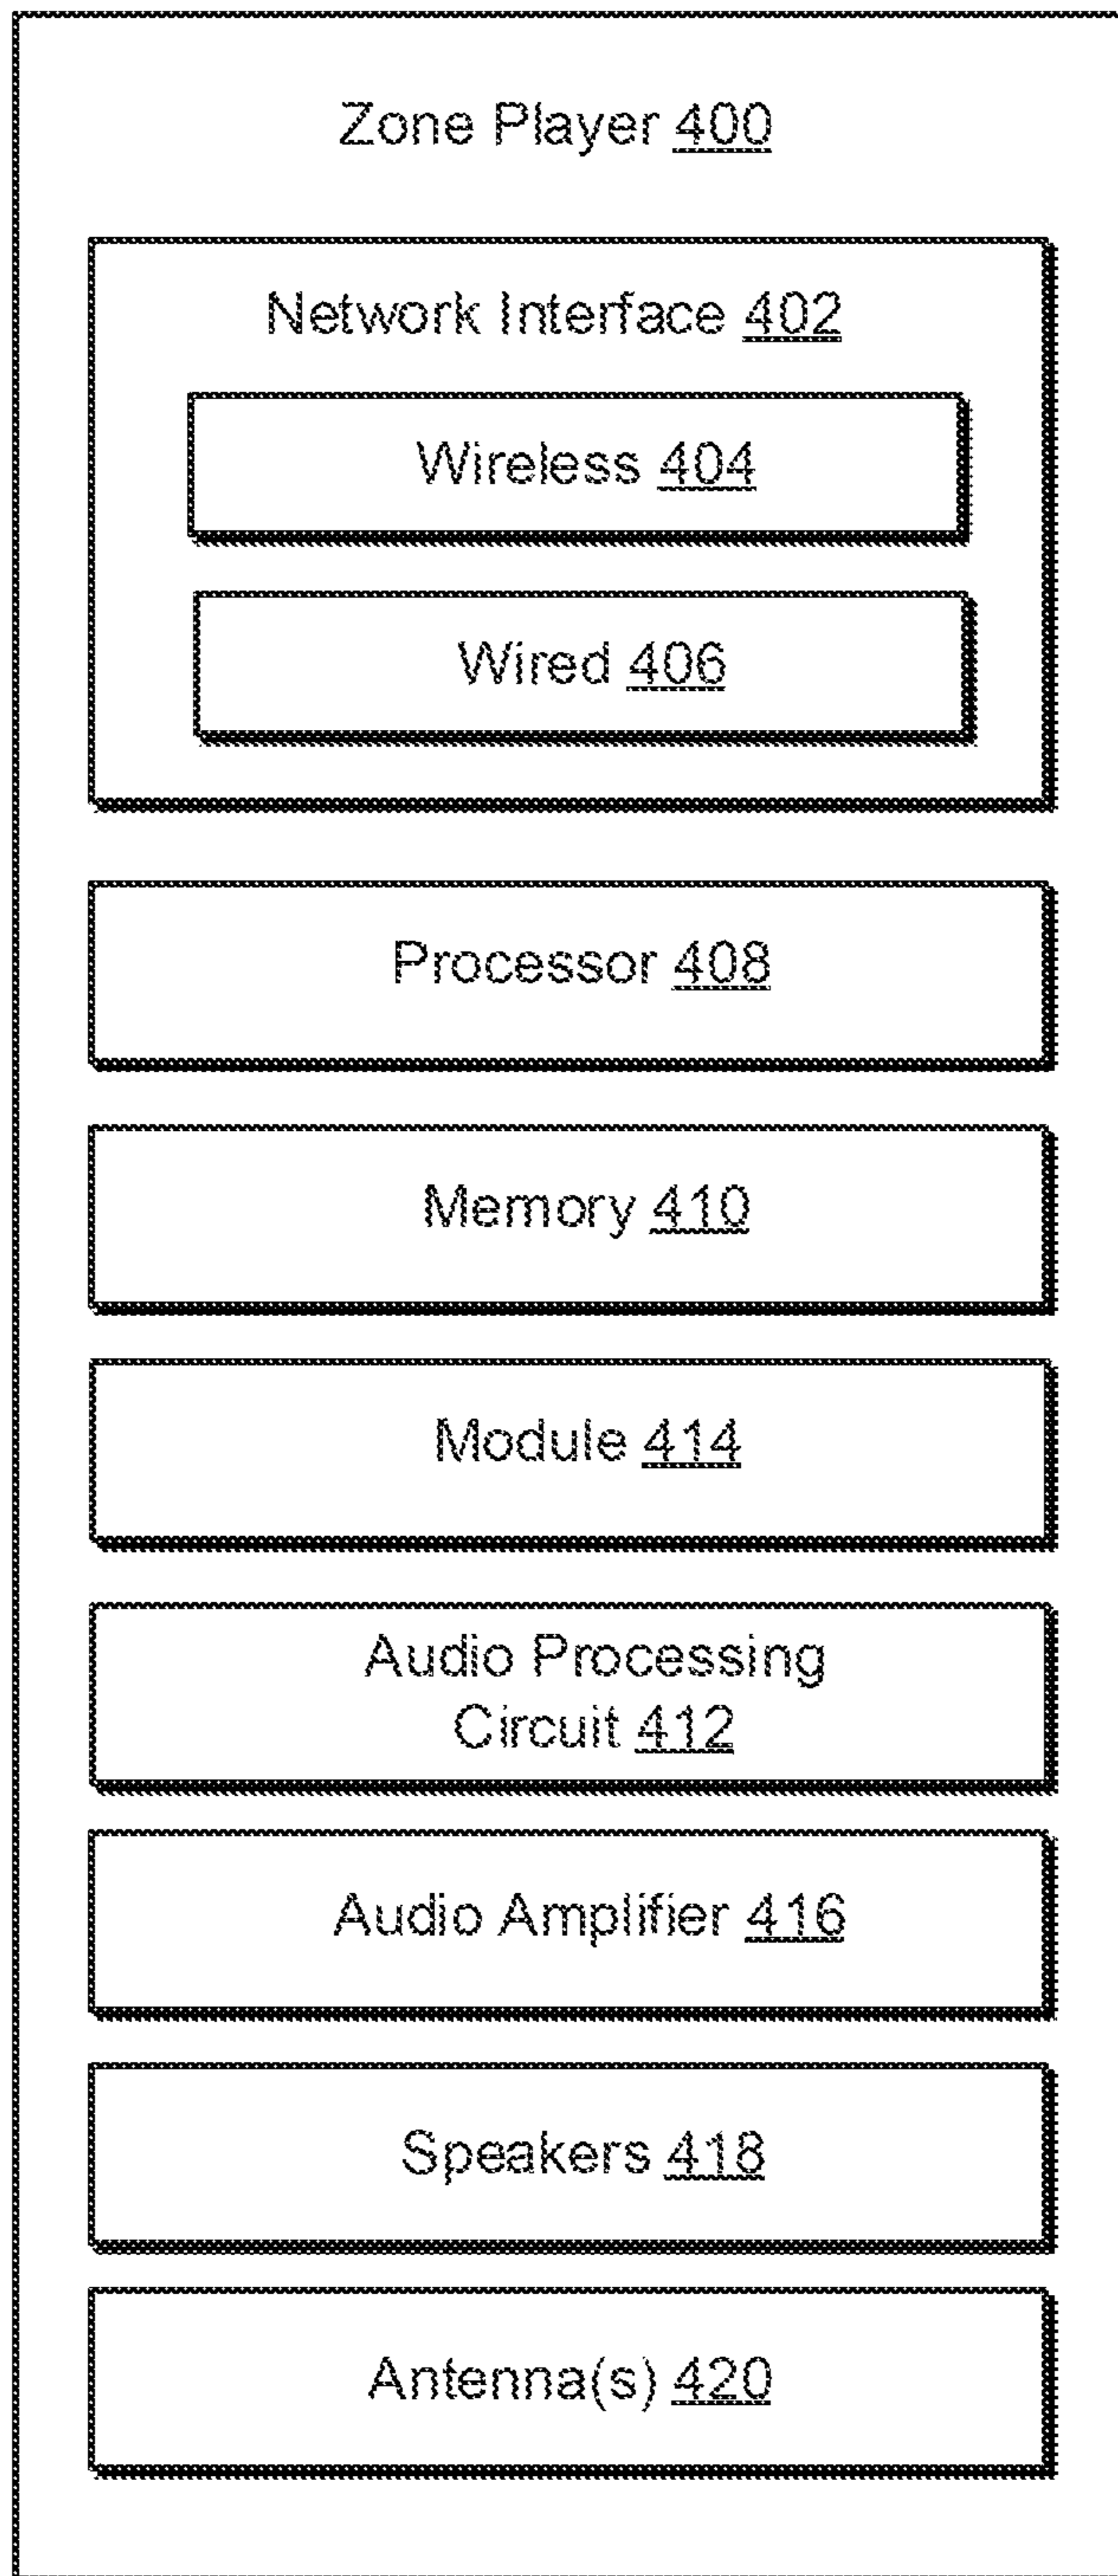 Zone Player 400
Network Interface 402
Wireless 404
Wired 406
Processor 408
Memory 410
Module 414
Audio Processing
Circuit 412
Audio Amplifier 416
Speakers 418
Antenna(s) 420